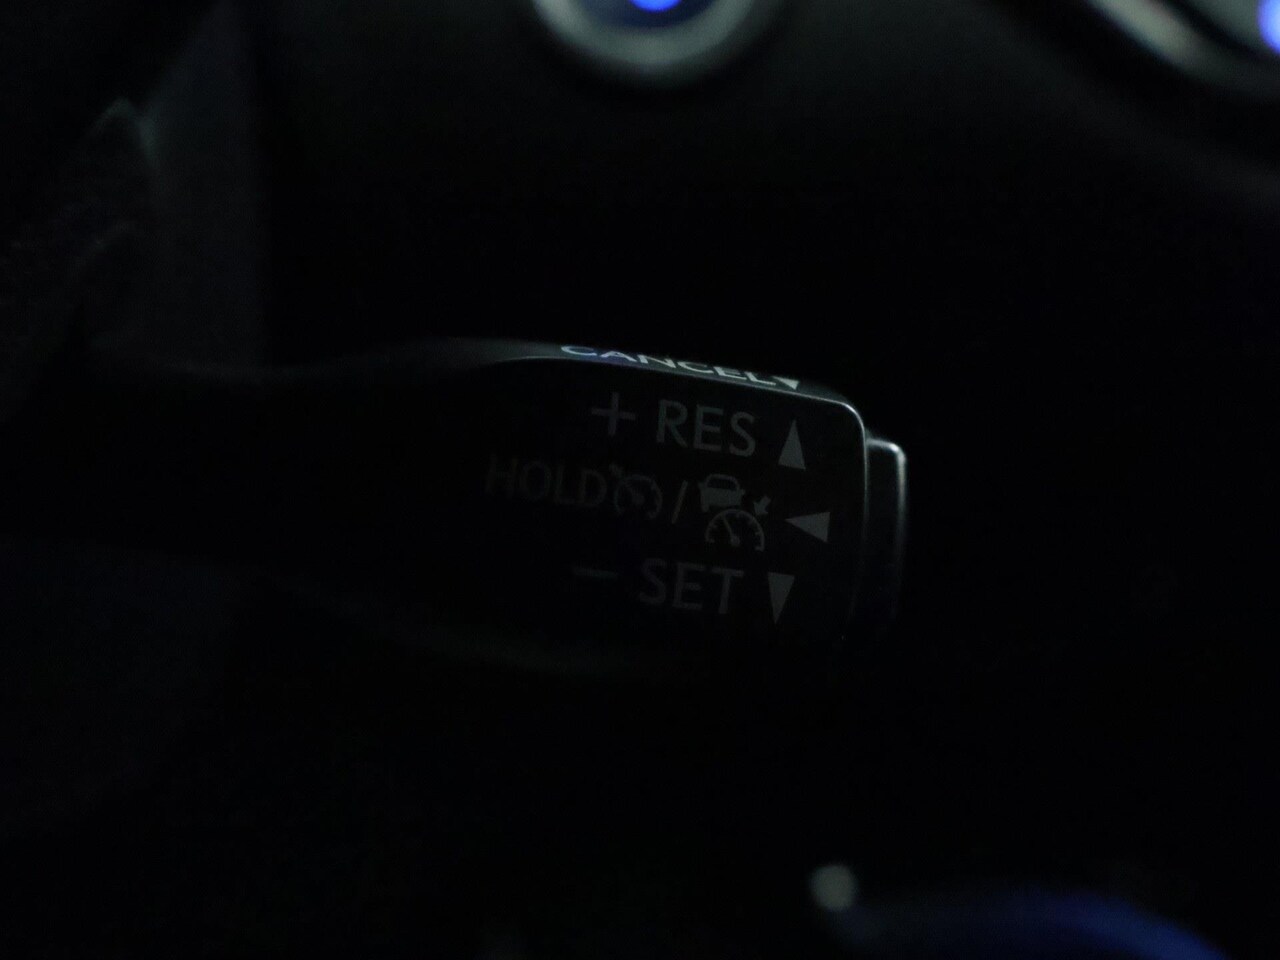 CANCEL▼
+ RES ▲
HOLD / ◀
− SET ▼